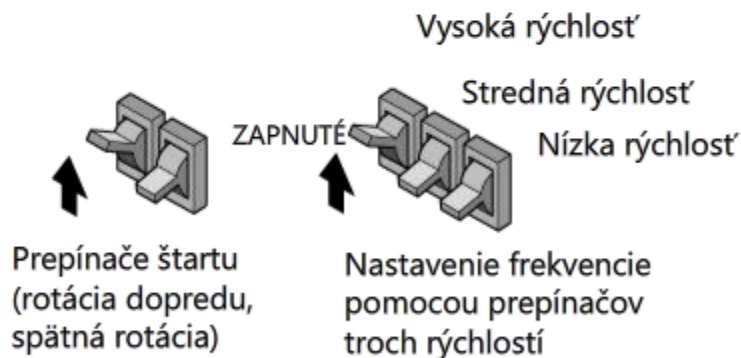 Vysoká rýchlosť
Stredná rýchlosť
ZAPNUTÉ
Nízka rýchlosť
Prepínače štartu
(rotácia dopredu,
spätná rotácia)
Nastavenie frekvencie
pomocou prepínačov
troch rýchlostí